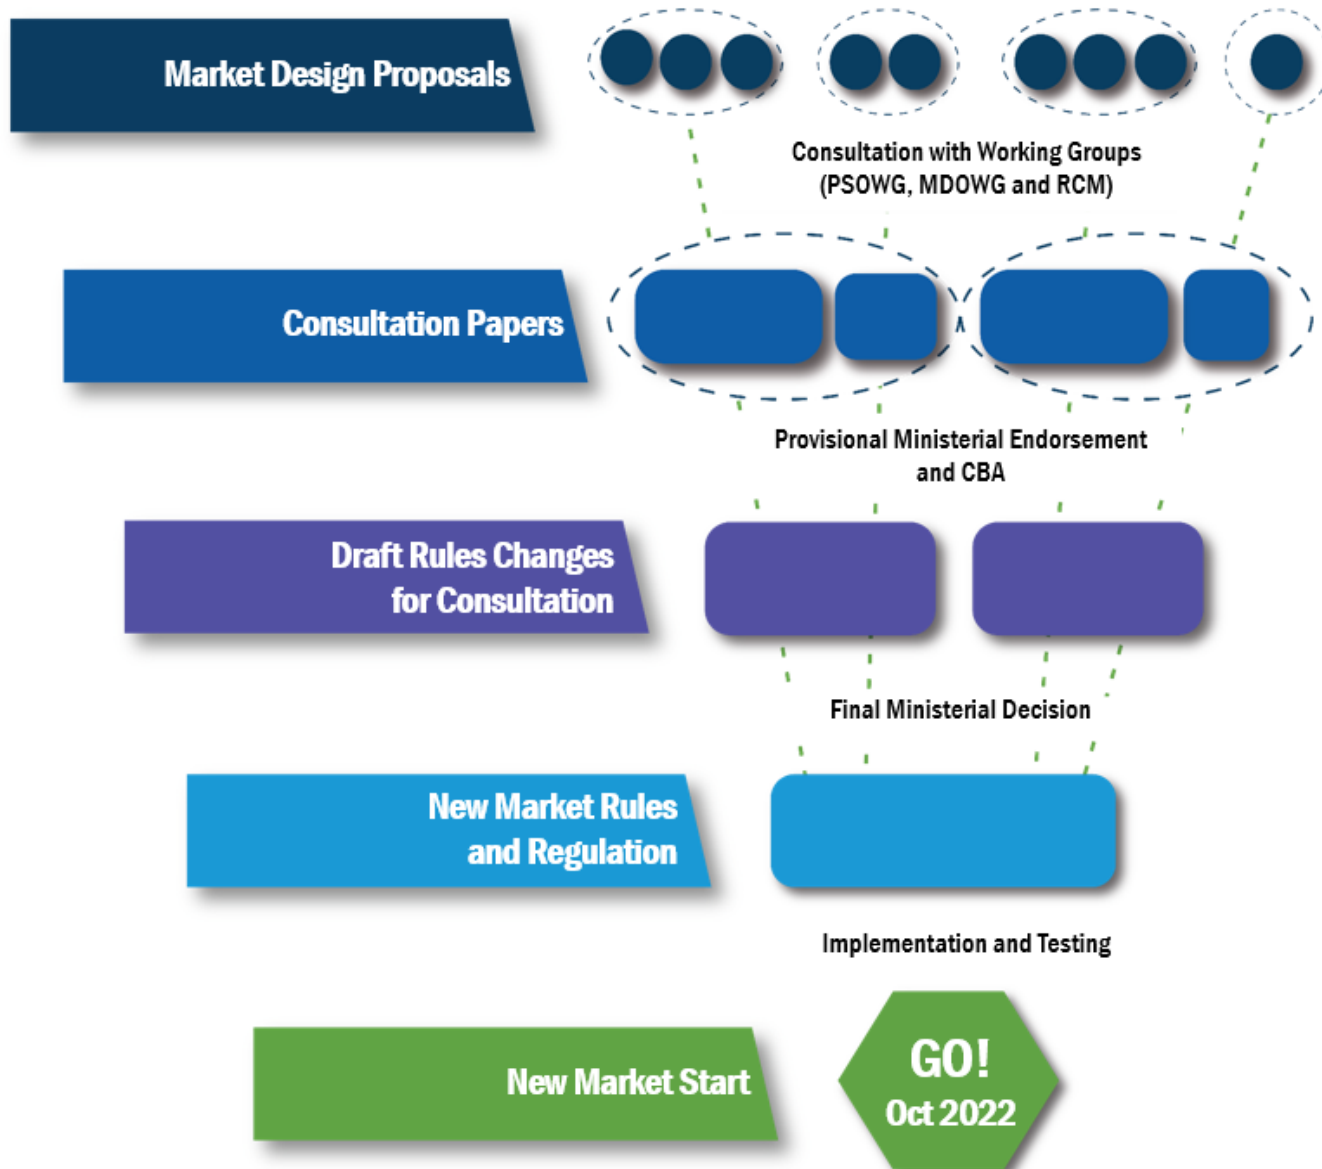 Market Design Proposals
Consultation with Working Groups
(PSOWG, MDOWG and RCM)
Consultation Papers
Provisional Ministerial Endorsement
and CBA
Draft Rules Changes
for Consultation
Final Ministerial Decision
New Market Rules
and Regulation
Implementation and Testing
New Market Start
GO!
Oct 2022